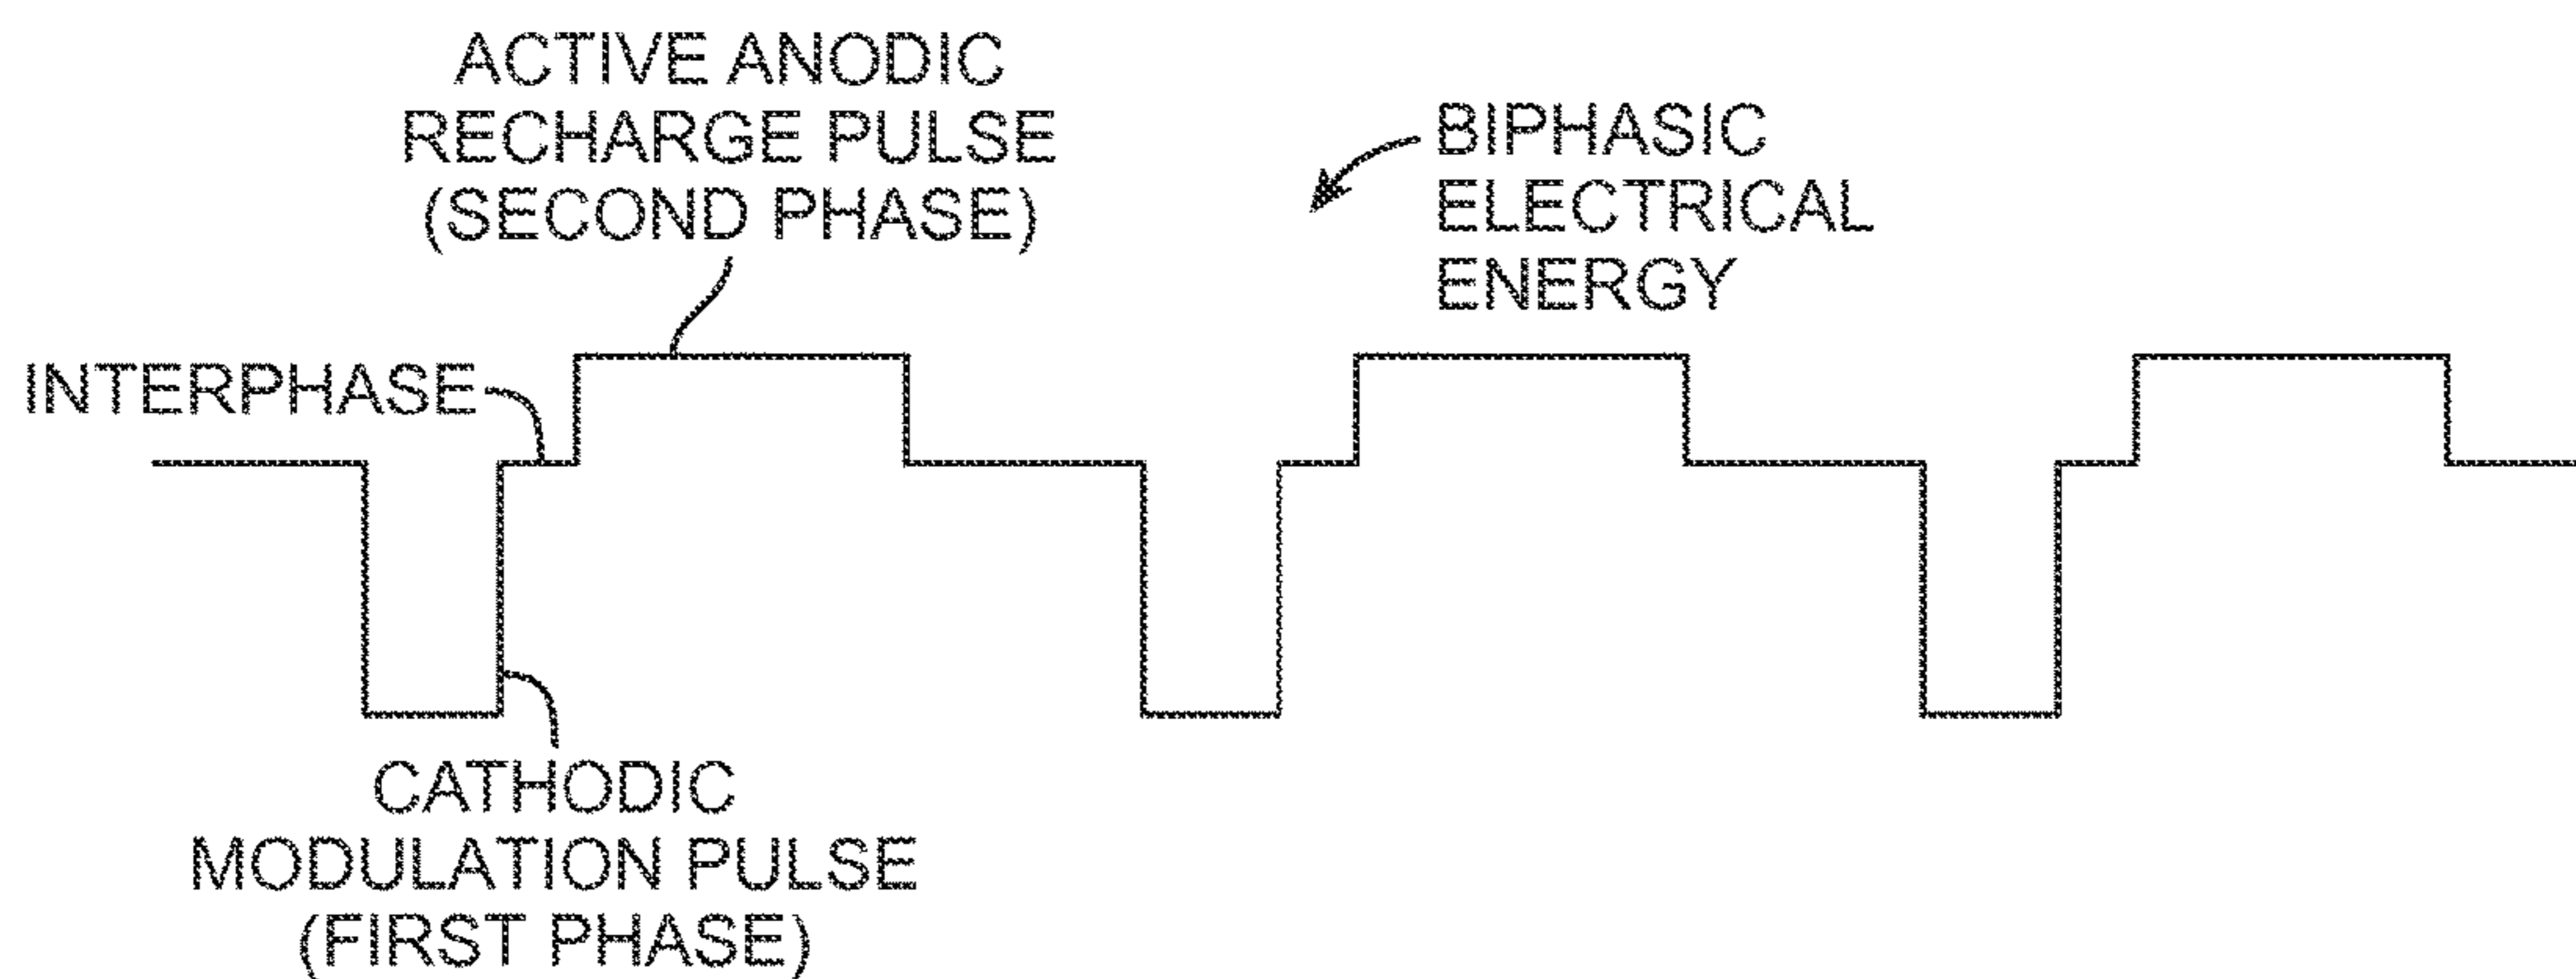 ACTIVE ANODIC
RECHARGE PULSE
(SECOND PHASE)
BIPHASIC
ELECTRICAL
ENERGY
INTERPHASE
CATHODIC
MODULATION PULSE
(FIRST PHASE)